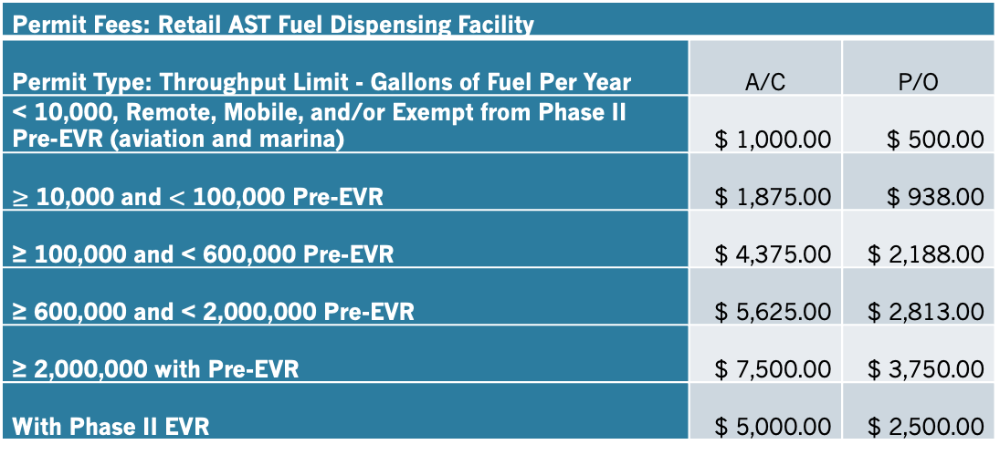 Permit Fees: Retail AST Fuel Dispensing Facility
Permit Type: Throughput Limit - Gallons of Fuel Per Year A/C P/O
< 10,000, Remote, Mobile, and/or Exempt from Phase II
Pre-EVR (aviation and marina) $ 1,000.00 $ 500.00
≥ 10,000 and < 100,000 Pre-EVR $ 1,875.00 $ 938.00
≥ 100,000 and < 600,000 Pre-EVR $ 4,375.00 $ 2,188.00
≥ 600,000 and < 2,000,000 Pre-EVR $ 5,625.00 $ 2,813.00
≥ 2,000,000 with Pre-EVR $ 7,500.00 $ 3,750.00
With Phase II EVR $ 5,000.00 $ 2,500.00